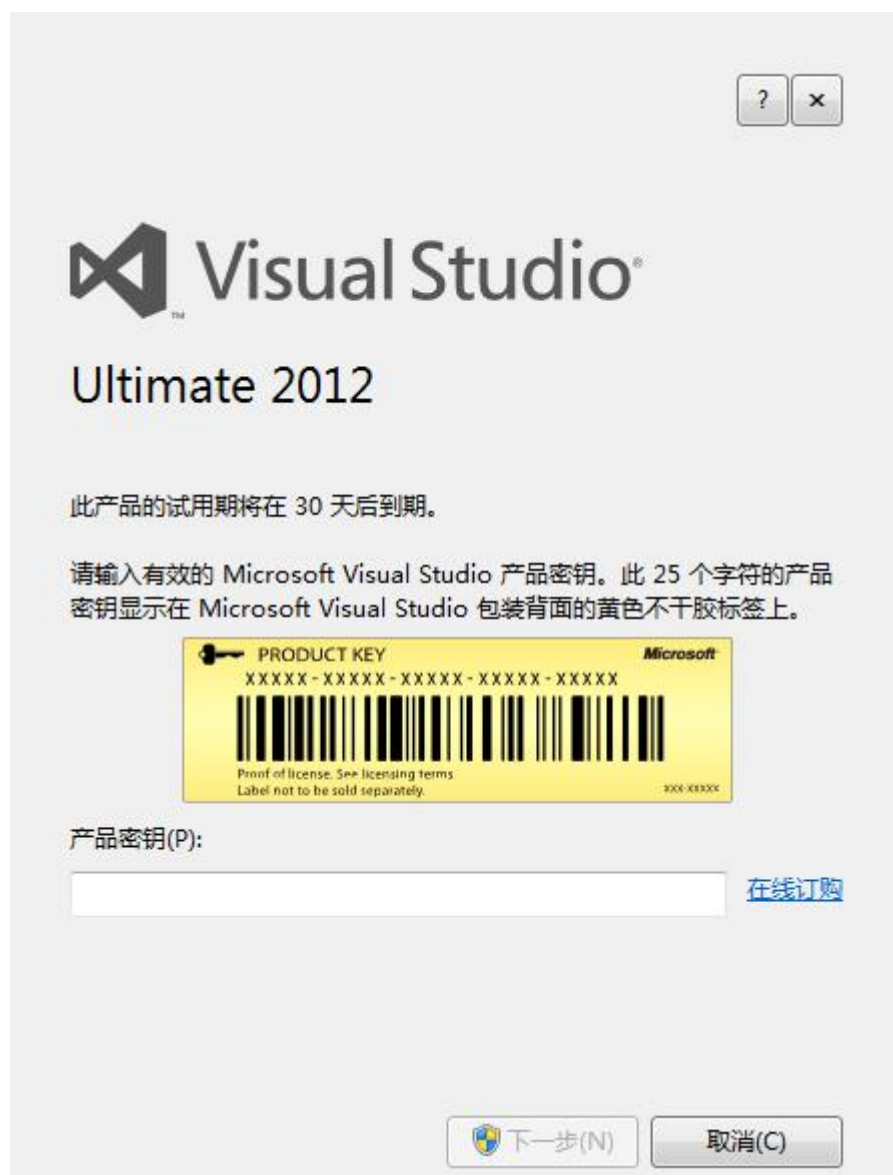 ?
×
Visual Studio®
™
Ultimate 2012
此产品的试用期将在 30 天后到期。
请输入有效的 Microsoft Visual Studio 产品密钥。此 25 个字符的产品
密钥显示在 Microsoft Visual Studio 包装背面的黄色不干胶标签上。
PRODUCT KEY Microsoft
XXXXX-XXXXX-XXXXX-XXXXX-XXXXX
Proof of license. See licensing terms
Label not to be sold separately. XXX-XXXXX
产品密钥(P):
在线订购
下一步(N) 取消(C)